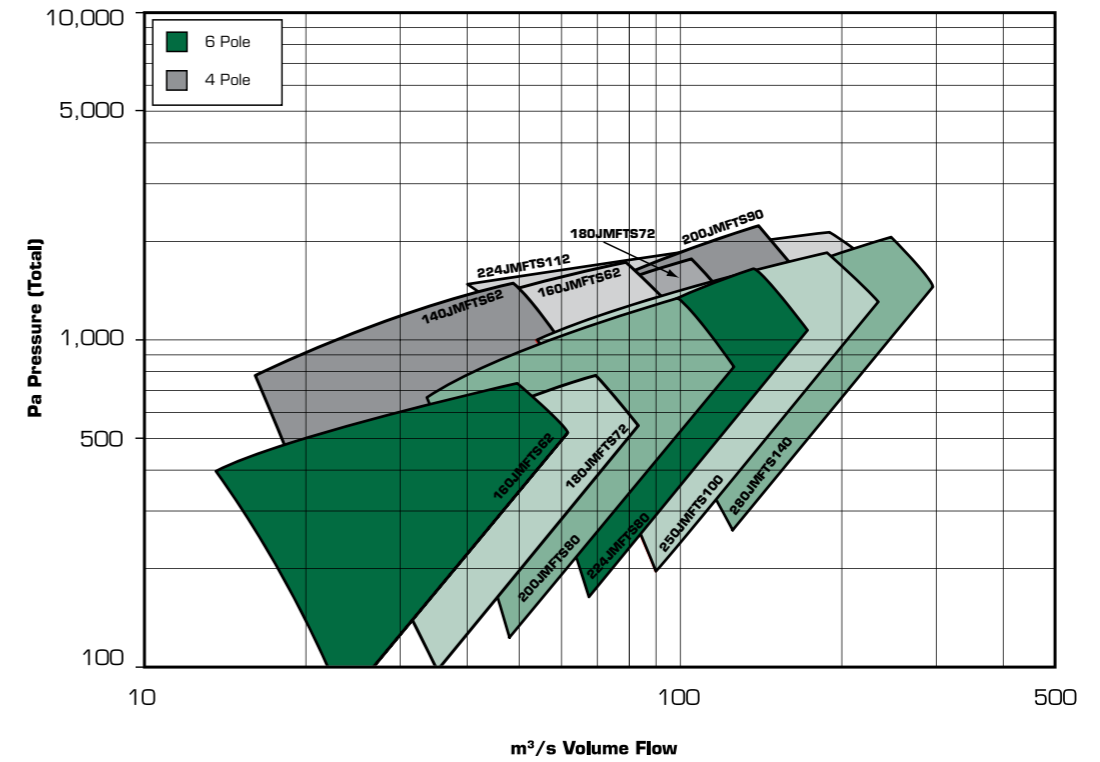 10,000
5,000
1,000
500
100
10
100
500
Pa Pressure (Total)
m³/s Volume Flow
6 Pole
4 Pole
180JMFTS72
200JMFTS90
224JMFTS112
160JMFTS62
140JMFTS62
160JMFTS62
180JMFTS72
200JMFTS80
224JMFTS80
250JMFTS100
280JMFTS140